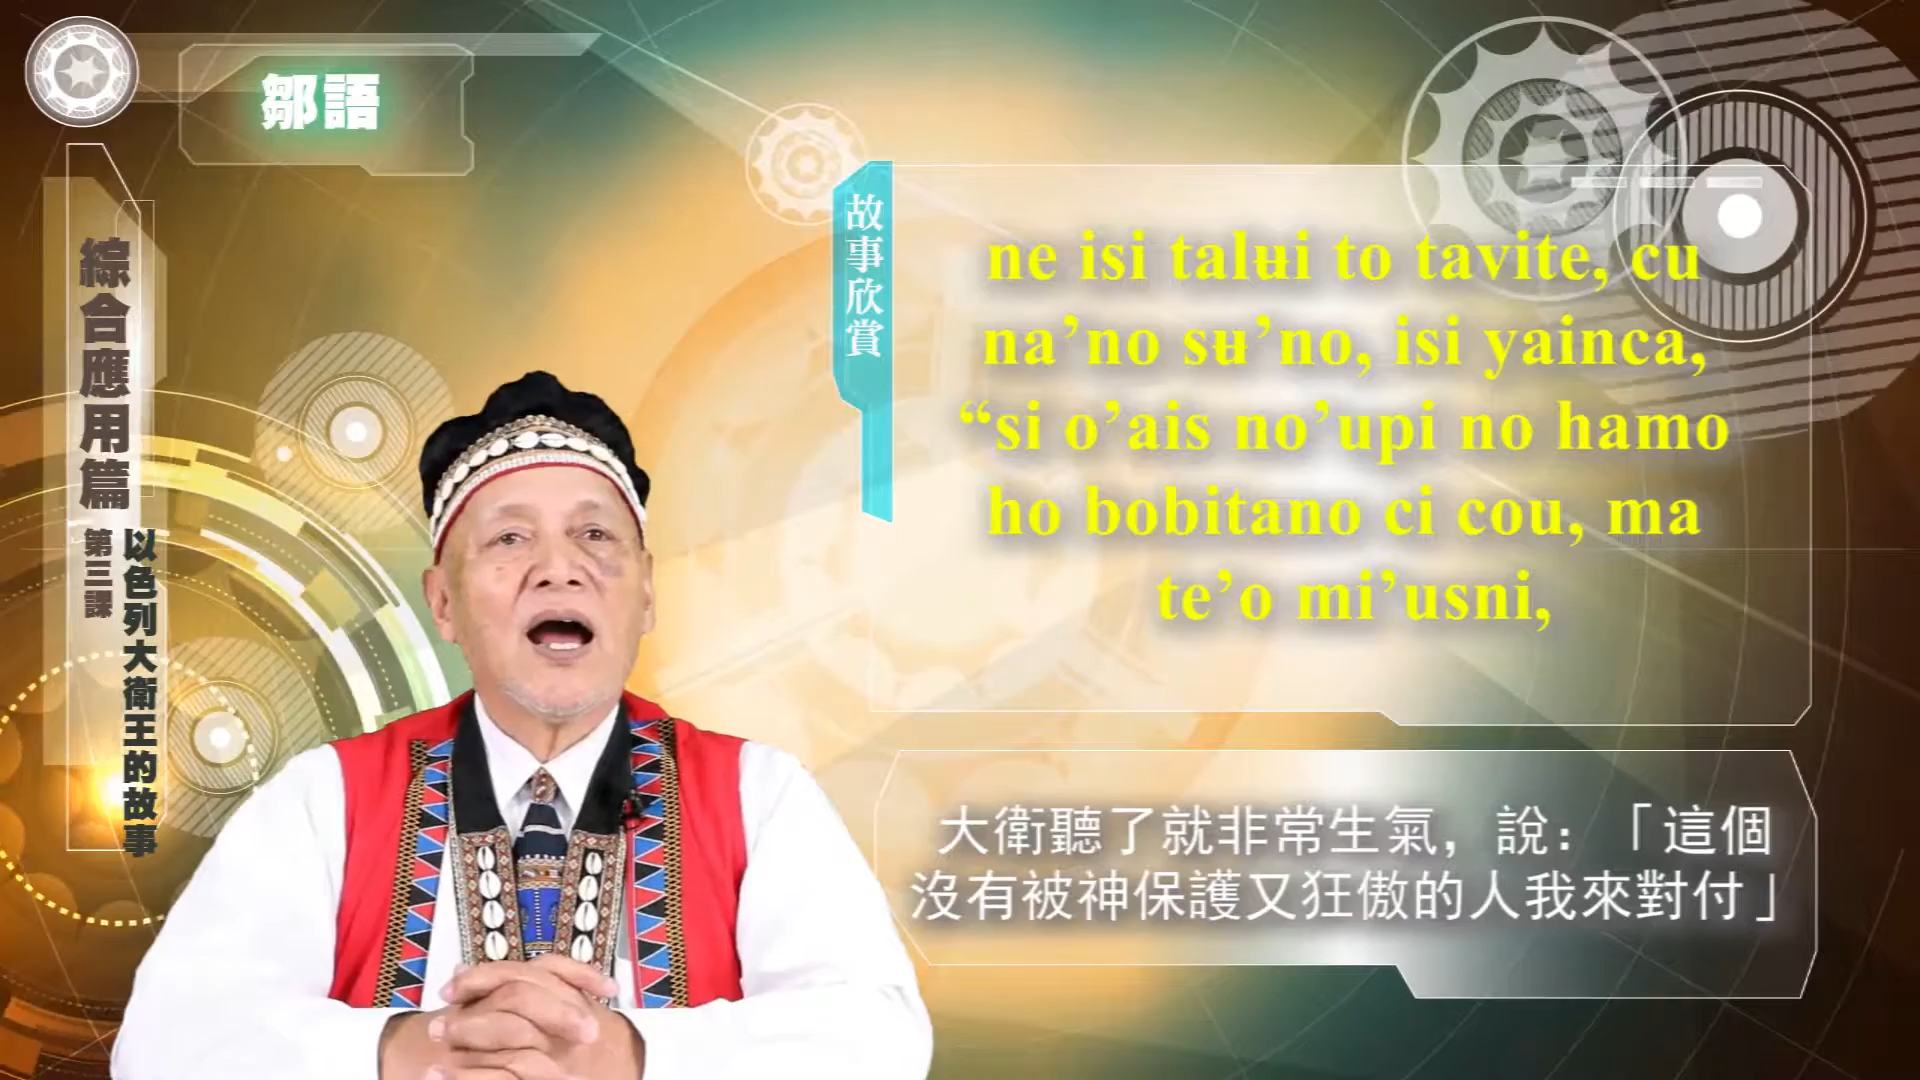 鄒語
綜合應用篇
第三課
以色列大衛王的故事
故事欣賞
ne isi talʉi to tavite, cu
na’no sʉ’no, isi yainca,
“si o’ais no’upi no hamo
ho bobitano ci cou, ma
te’o mi’usni,
大衛聽了就非常生氣，說：「這個
沒有被神保護又狂傲的人我來對付」